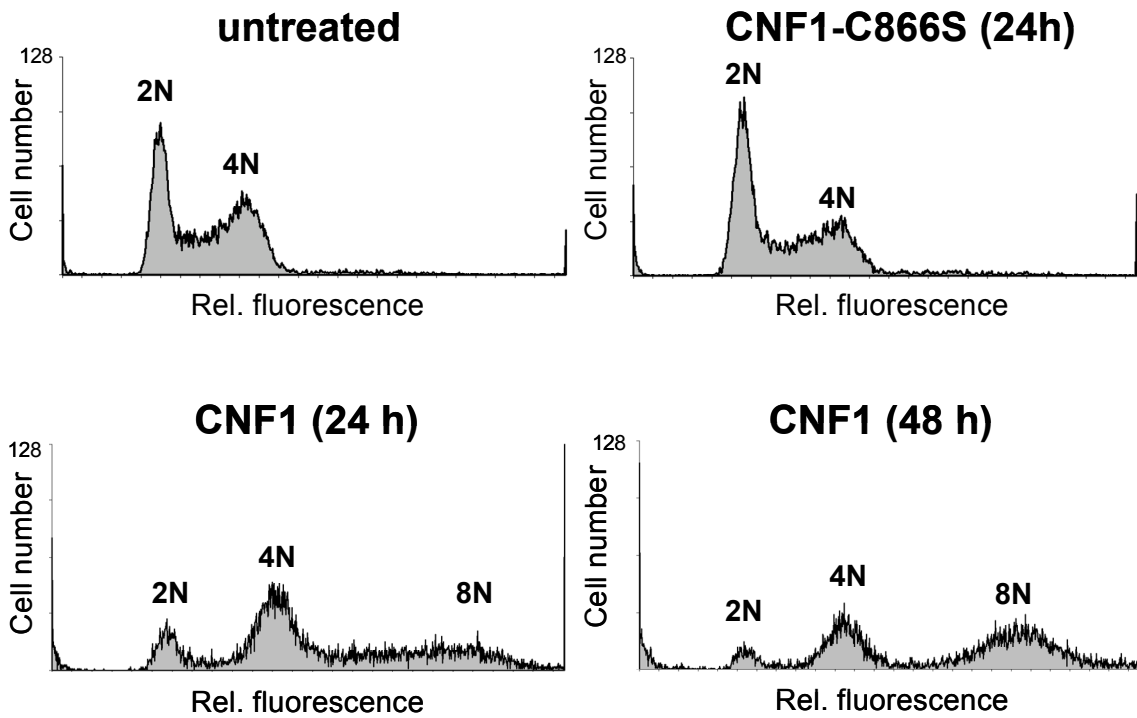 untreated
128
Cell number
2N
4N
Rel. fluorescence
CNF1-C866S (24h)
128
Cell number
2N
4N
Rel. fluorescence
CNF1 (24 h)
128
Cell number
2N
4N
8N
Rel. fluorescence
CNF1 (48 h)
128
Cell number
2N
4N
8N
Rel. fluorescence